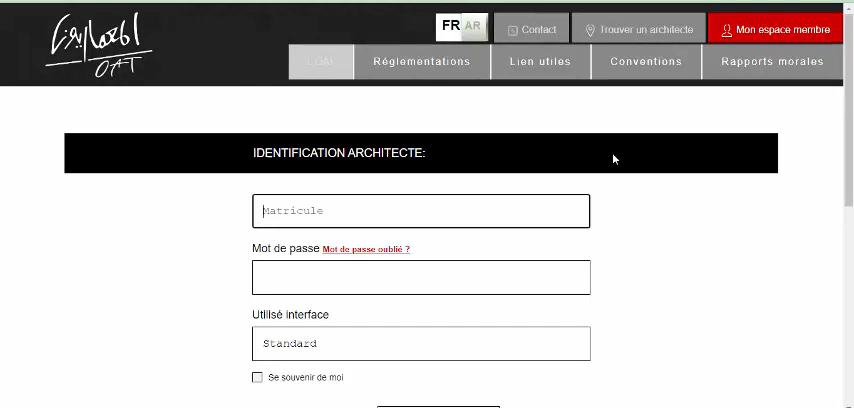 FR AR
Contact
Trouver un architecte
Mon espace membre
OAT
Réglementations
Lien utiles
Conventions
Rapports morales
IDENTIFICATION ARCHITECTE:
Matricule
Mot de passe Mot de passe oublié ?
Utilisé interface
Standard
Se souvenir de moi